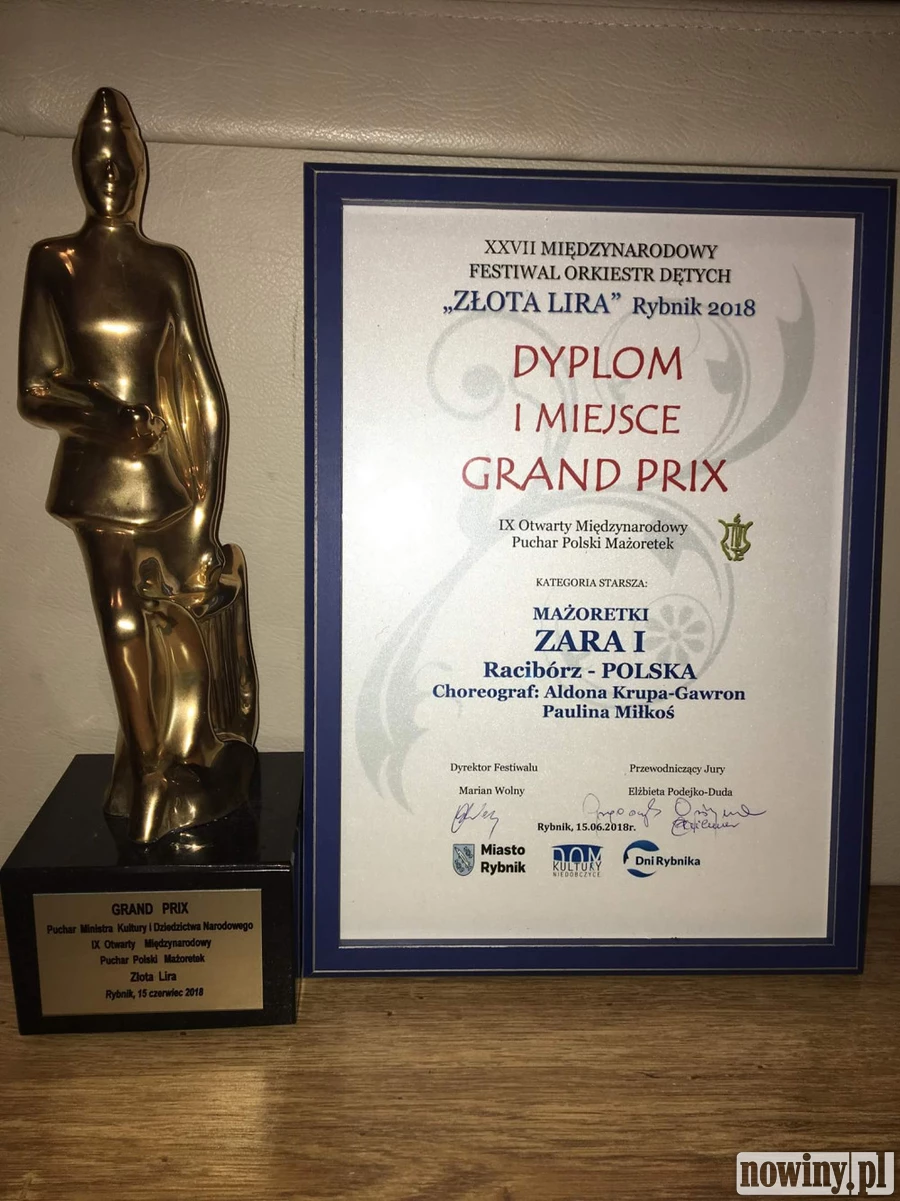 XXVII MIĘDZYNARODOWY
FESTIWAL ORKIESTR DĘTYCH
„ZŁOTA LIRA” Rybnik 2018
DYPLOM
I MIEJSCE
GRAND PRIX
IX Otwarty Międzynarodowy
Puchar Polski Mażoretek
KATEGORIA STARSZA:
MAŻORETKI
ZARA I
Racibórz - POLSKA
Choreograf: Aldona Krupa-Gawron
Paulina Miłkoś
Dyrektor Festiwalu
Marian Wolny
Przewodniczący Jury
Elżbieta Podejko-Duda
Rybnik, 15.06.2018r.
Miasto
Rybnik
DOM
KULTURY
NIEDOBCZYCE
Dni Rybnika
GRAND PRIX
Puchar Ministra Kultury i Dziedzictwa Narodowego
IX Otwarty Międzynarodowy
Puchar Polski Mażoretek
Złota Lira
Rybnik, 15 czerwiec 2018
nowiny.pl